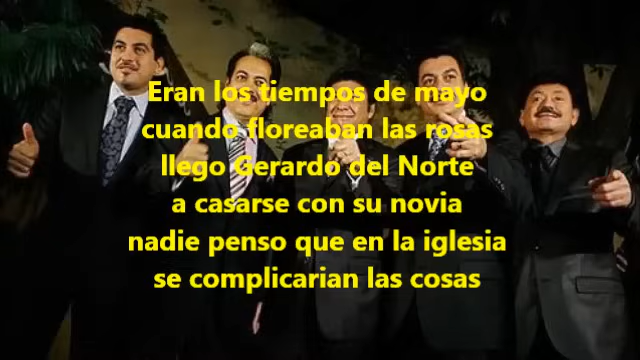 Eran los tiempos de mayo
cuando floreaban las rosas
llego Gerardo del Norte
a casarse con su novia
nadie penso que en la iglesia
se complicarian las cosas